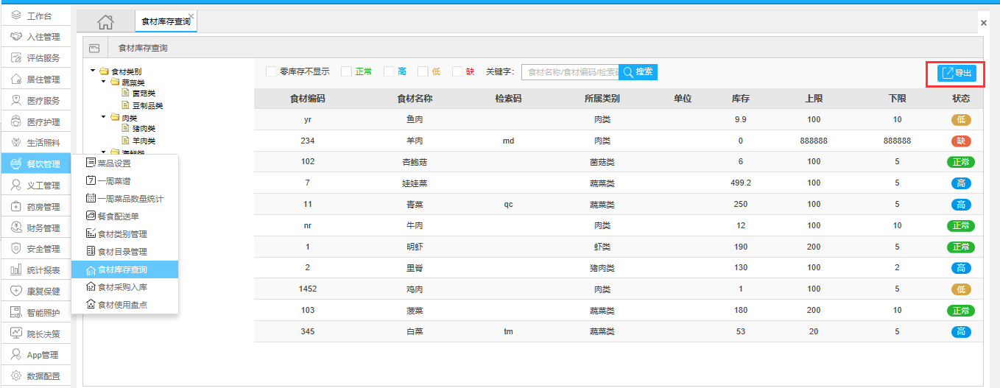 工作台
入住管理
评估服务
居住管理
医疗服务
医疗护理
生活照料
餐饮管理
义工管理
药房管理
财务管理
安全管理
统计报表
康复保健
智能照护
院长决策
App管理
数据配置
食材库存查询
食材库存查询
食材类别
蔬菜类
菌菇类
豆制品类
肉类
猪肉类
羊肉类
海鲜类
菜品设置
一周菜谱
一周菜品数量统计
餐食配送单
食材类别管理
食材目录管理
食材库存查询
食材采购入库
食材使用盘点
零库存不显示 正常 高 低 缺 关键字: 食材名称/食材编码/检索码 搜索 导出
食材编码 食材名称 检索码 所属类别 单位 库存 上限 下限 状态
yr 鱼肉 肉类 9.9 100 10 低
234 羊肉 md 肉类 0 888888 888888 缺
102 杏鲍菇 菌菇类 6 100 5 正常
7 娃娃菜 蔬菜类 499.2 100 5 高
11 青菜 qc 蔬菜类 250 100 5 高
nr 牛肉 肉类 12 100 10 正常
1 明虾 虾类 190 200 5 正常
2 里脊 猪肉类 130 100 2 高
1452 鸡肉 肉类 1 100 10 低
103 菠菜 蔬菜类 180 200 10 正常
345 白菜 tm 蔬菜类 53 20 5 高